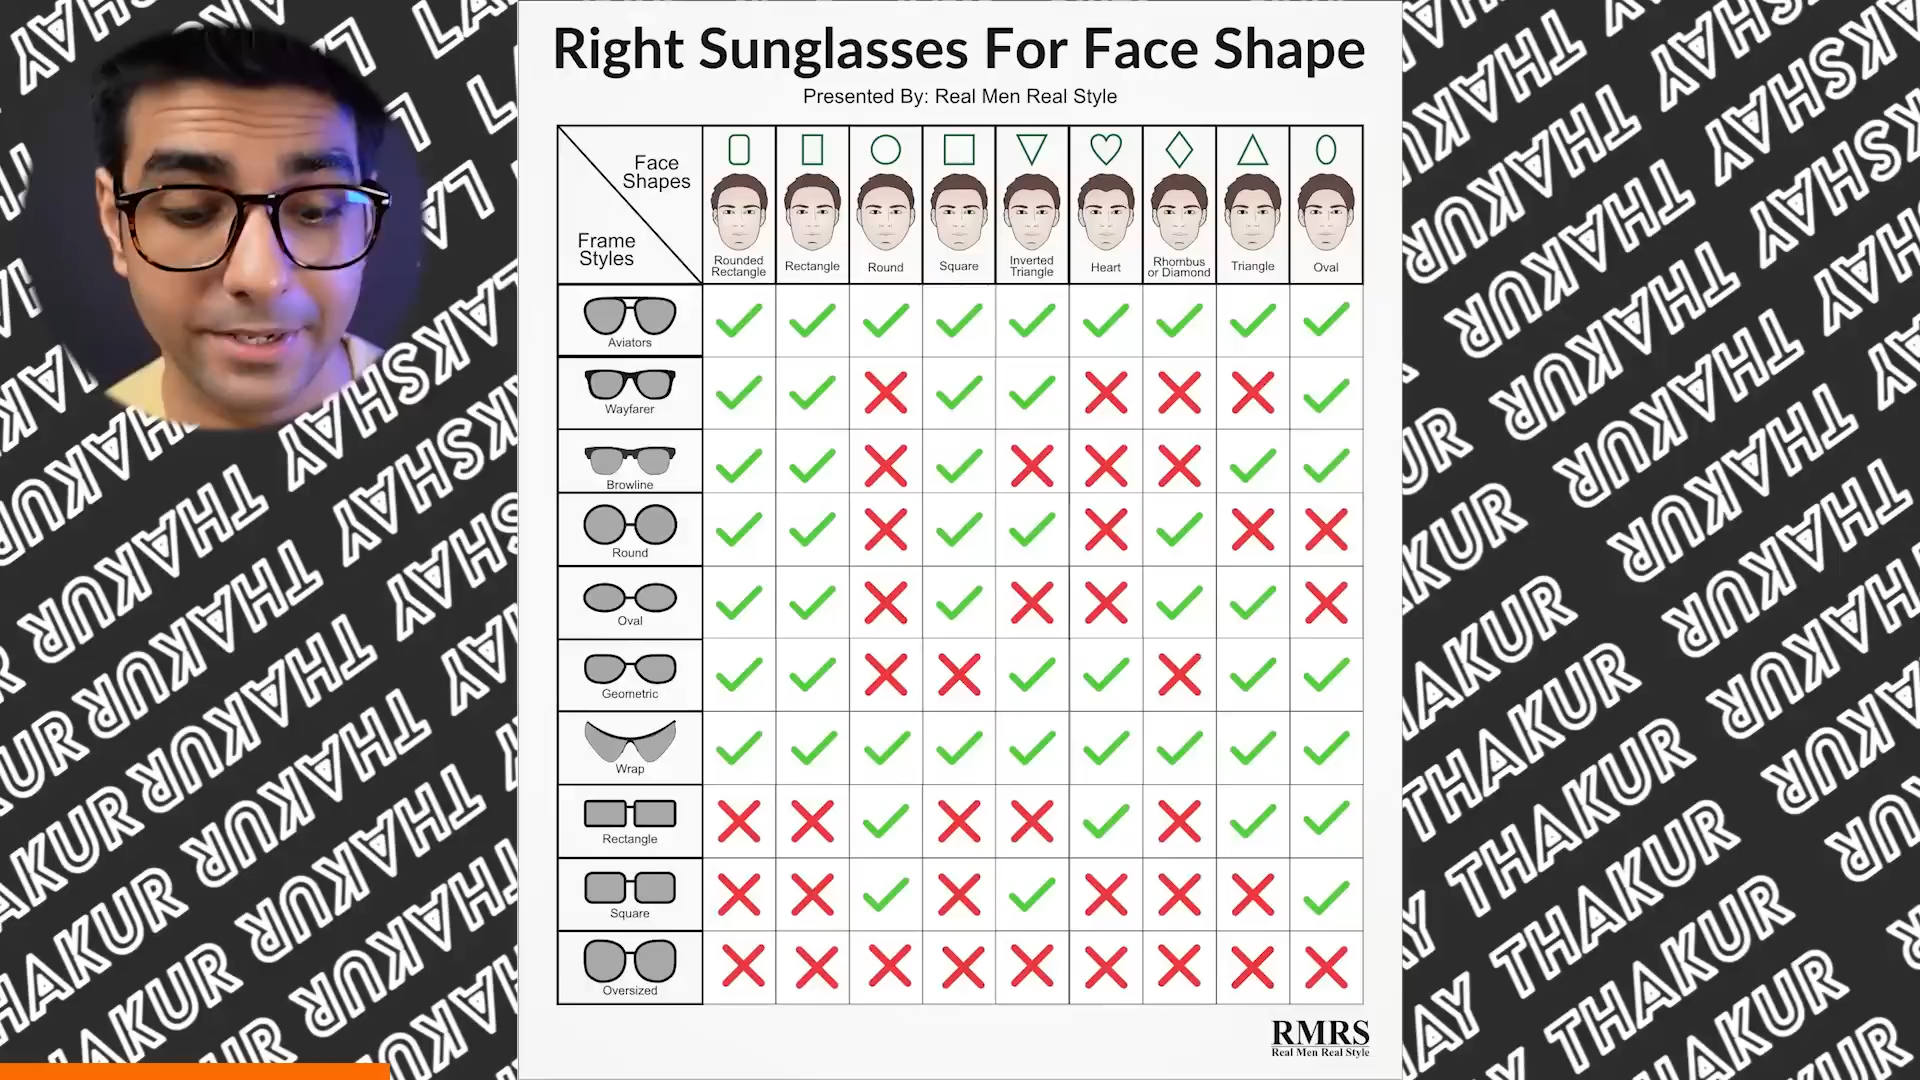 Right Sunglasses For Face Shape
Presented By: Real Men Real Style
Face
Shapes
Frame
Styles
Rounded
Rectangle
Rectangle
Round
Square
Inverted
Triangle
Heart
Rhombus
or Diamond
Triangle
Oval
Aviators
Wayfarer
Browline
Round
Oval
Geometric
Wrap
Rectangle
Square
Oversized
RMRS
Real Men Real Style
LAKSHAY THAKUR